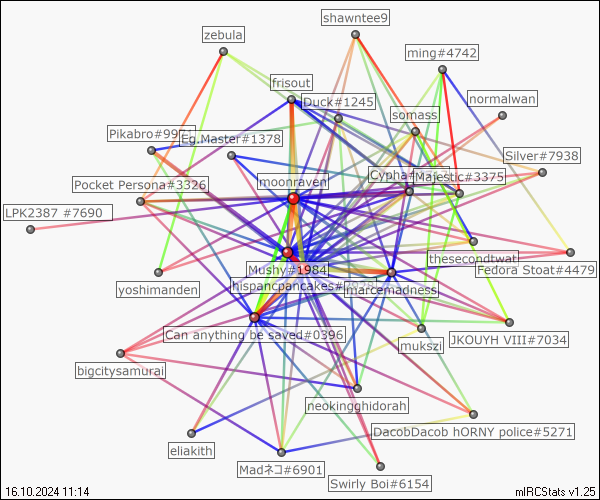 shawntee9
zebula
ming#4742
frisout
Duck#1245
normalwan
somass
Pikabro#9971
Eg.Master#1378
Silver#7938
moonraven
Majestic#3375
Pocket Persona#3326
LPK2387 #7690
thesecondtwat
Mushy#1984
Fedora Stoat#4479
yoshimanden
hispancpancakes#
marcemadness
Can anything be saved#0396
mukszi
JKOUYH VIII#7034
bigcitysamurai
neokingghidorah
DacobDacob hORNY police#5271
eliakith
Madネコ#6901
Swirly Boi#6154
16.10.2024 11:14
mIRCStats v1.25